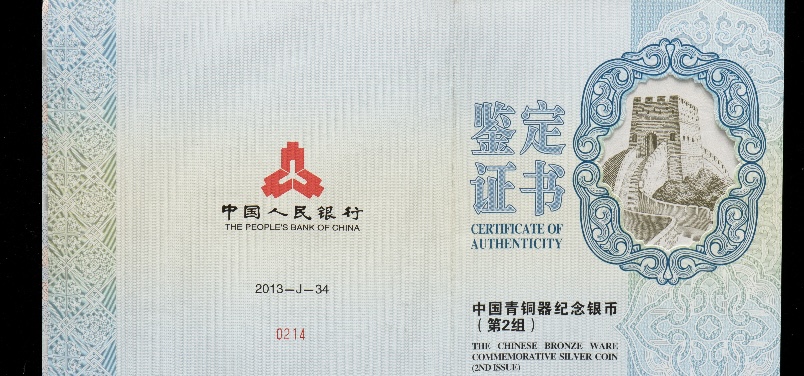 中国人民银行
THE PEOPLE'S BANK OF CHINA
2013－J－34
0214
鉴定
证书
CERTIFICATE OF
AUTHENTICITY
中国青铜器纪念银币
（第2组）
THE CHINESE BRONZE WARE
COMMEMORATIVE SILVER COIN
(2ND ISSUE)